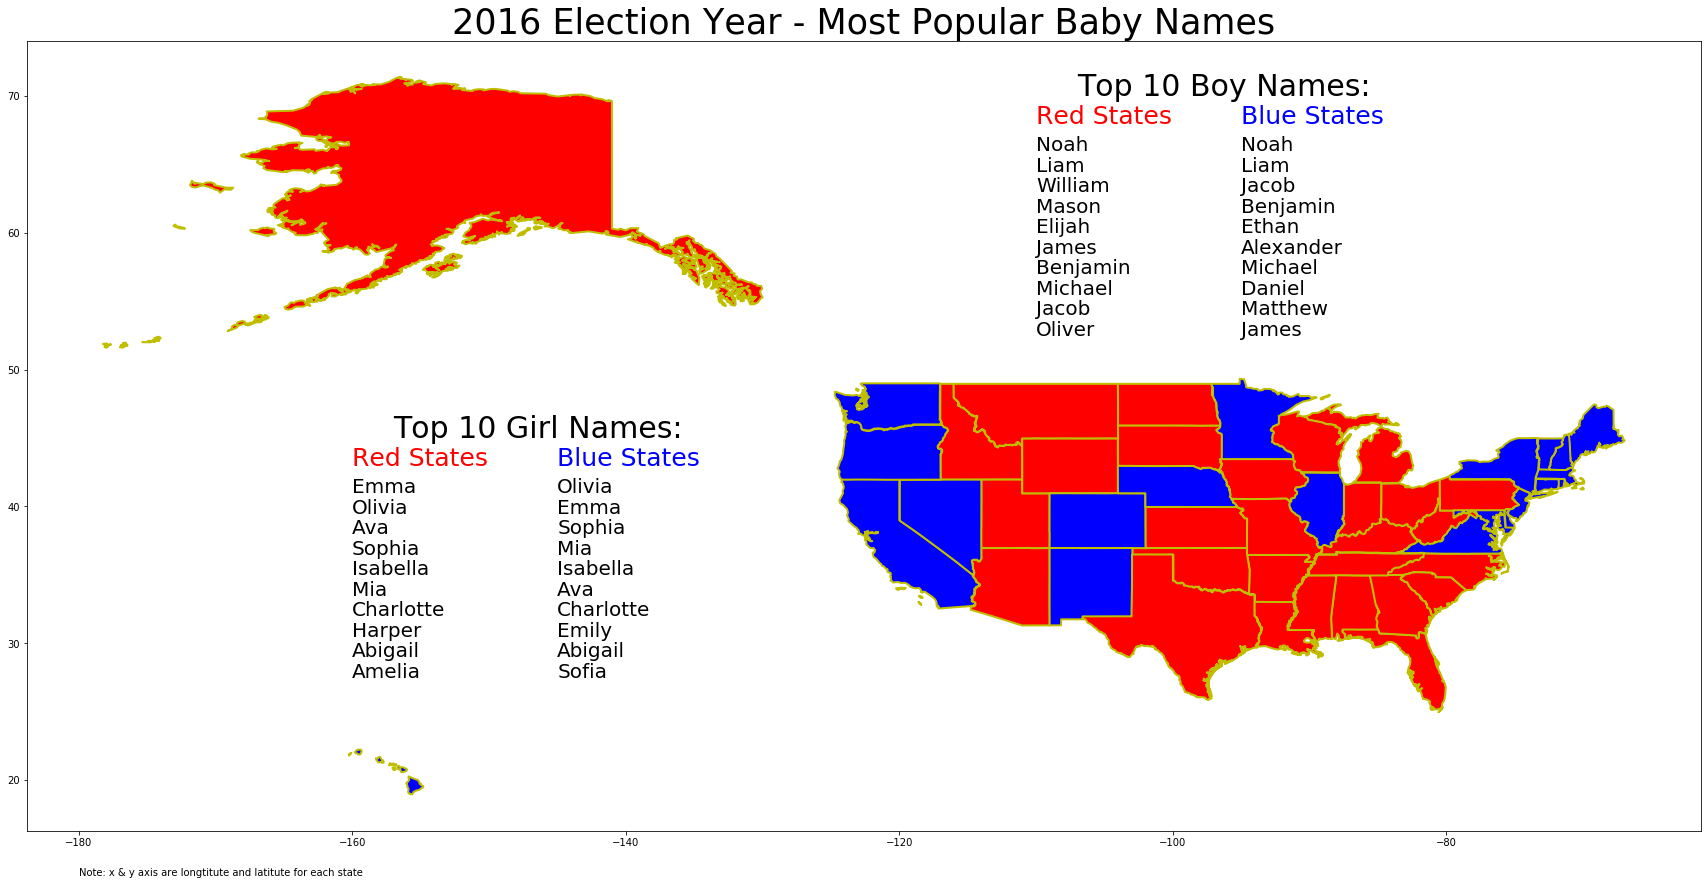 2016 Election Year - Most Popular Baby Names
70
60
50
40
30
20
Top 10 Boy Names:
Red States Blue States
Noah Noah
Liam Liam
William Jacob
Mason Benjamin
Elijah Ethan
James Alexander
Benjamin Michael
Michael Daniel
Jacob Matthew
Oliver James
Top 10 Girl Names:
Red States Blue States
Emma Olivia
Olivia Emma
Ava Sophia
Sophia Mia
Isabella Isabella
Mia Ava
Charlotte Charlotte
Harper Emily
Abigail Abigail
Amelia Sofia
−180 −160 −140 −120 −100 −80
Note: x & y axis are longtitute and latitute for each state